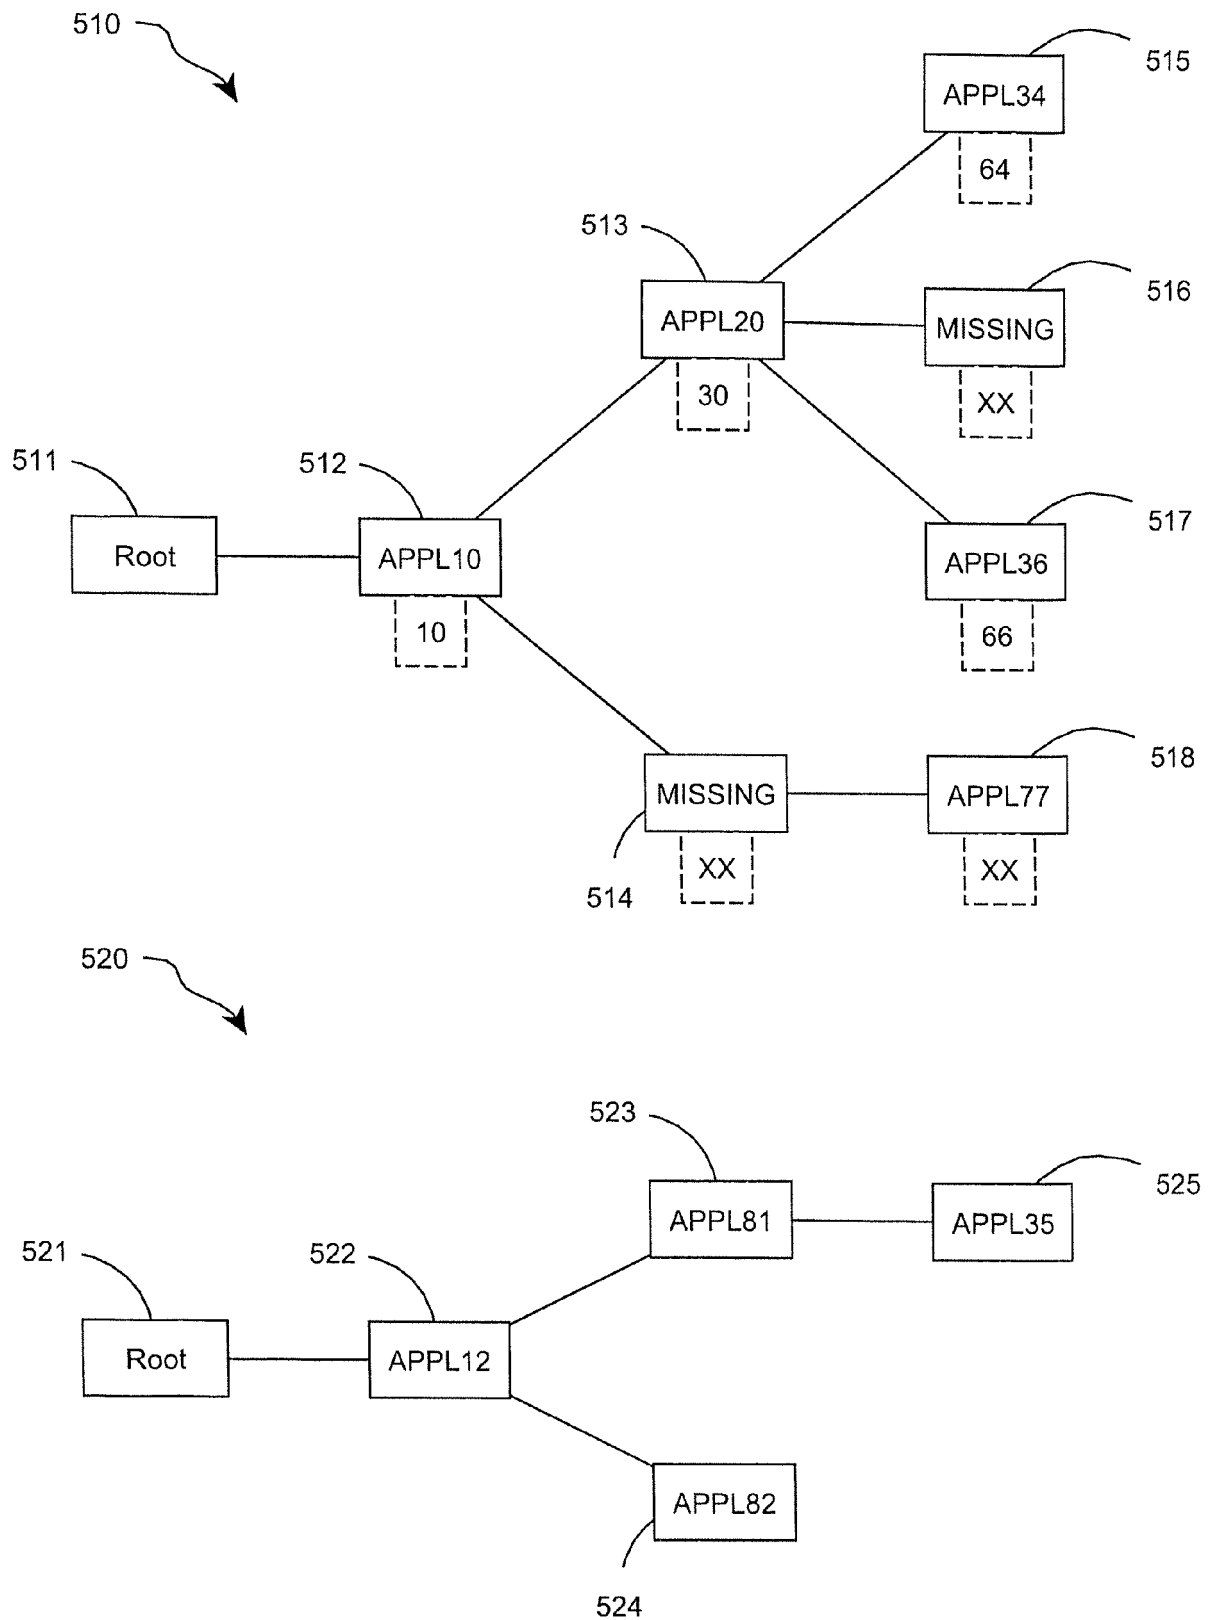 510
515
APPL34
64
513
516
APPL20
MISSING
30
XX
511
512
517
Root
APPL10
APPL36
10
66
518
MISSING
APPL77
XX
XX
514
520
523
525
APPL81
APPL35
521
522
Root
APPL12
APPL82
524